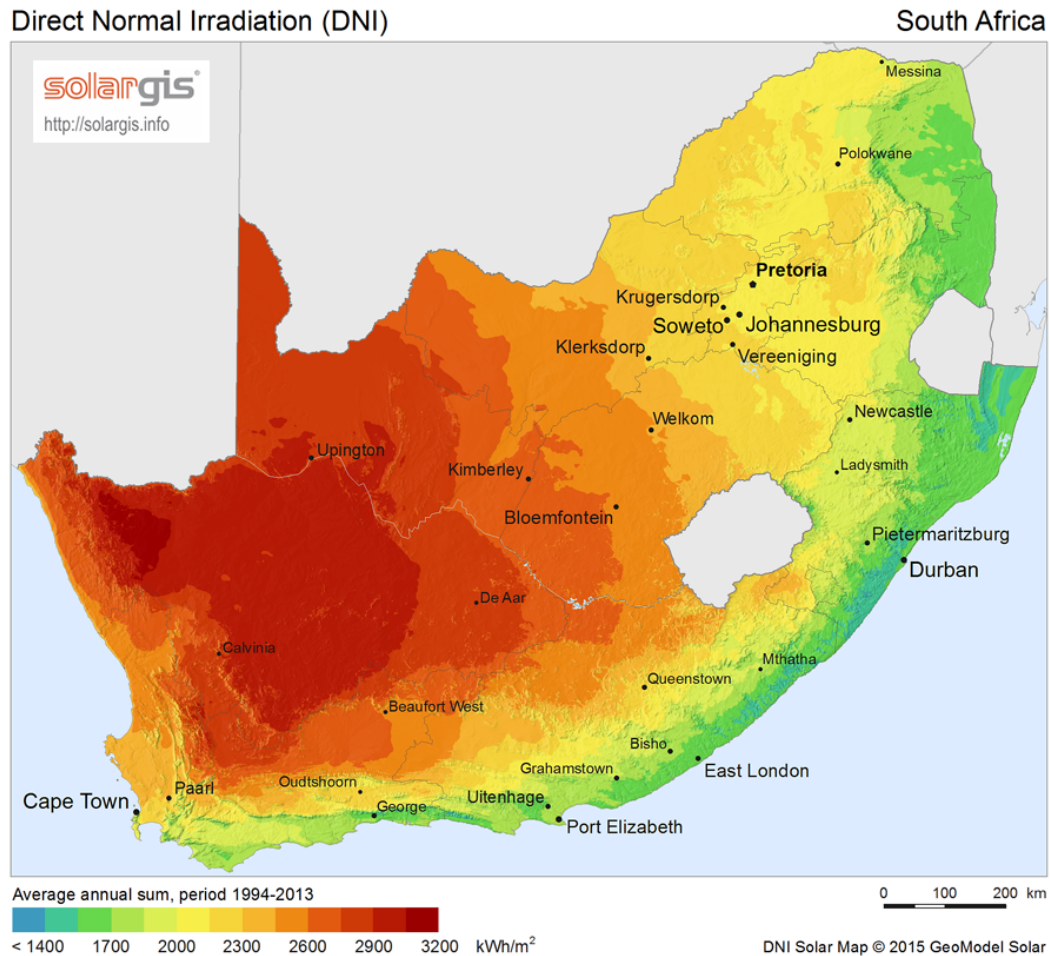 Direct Normal Irradiation (DNI)
South Africa
solargis®
http://solargis.info
Messina
Polokwane
Pretoria
Krugersdorp
Soweto
Johannesburg
Klerksdorp
Vereeniging
Newcastle
Welkom
Upington
Kimberley
Ladysmith
Bloemfontein
Pietermaritzburg
Durban
De Aar
Calvinia
Mthatha
Queenstown
Beaufort West
Bisho
Grahamstown
East London
Oudtshoorn
Paarl
Cape Town
George
Uitenhage
Port Elizabeth
Average annual sum, period 1994-2013
< 1400 1700 2000 2300 2600 2900 3200 kWh/m²
0 100 200 km
DNI Solar Map © 2015 GeoModel Solar